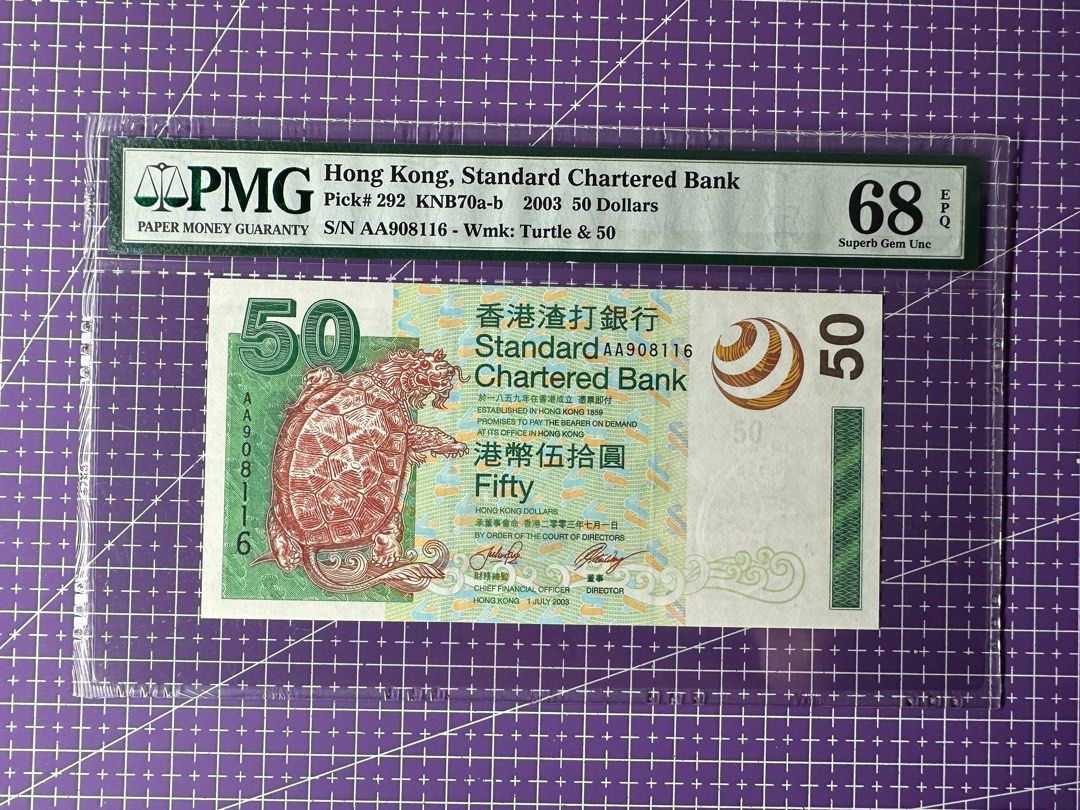 PMG
PAPER MONEY GUARANTY
Hong Kong, Standard Chartered Bank
Pick# 292 KNB70a-b 2003 50 Dollars
S/N AA908116 - Wmk: Turtle & 50
68
EPQ
Superb Gem Unc
50
香港渣打銀行
Standard AA908116
Chartered Bank
於一八五九年在香港成立 憑票即付
ESTABLISHED IN HONG KONG 1859
PROMISES TO PAY THE BEARER ON DEMAND
AT ITS OFFICE IN HONG KONG
港幣伍拾圓
Fifty
HONG KONG DOLLARS
承董事會命 香港二零零三年七月一日
BY ORDER OF THE COURT OF DIRECTORS
財務總監
董事
CHIEF FINANCIAL OFFICER
DIRECTOR
HONG KONG 1 JULY 2003
AA908116
50
50